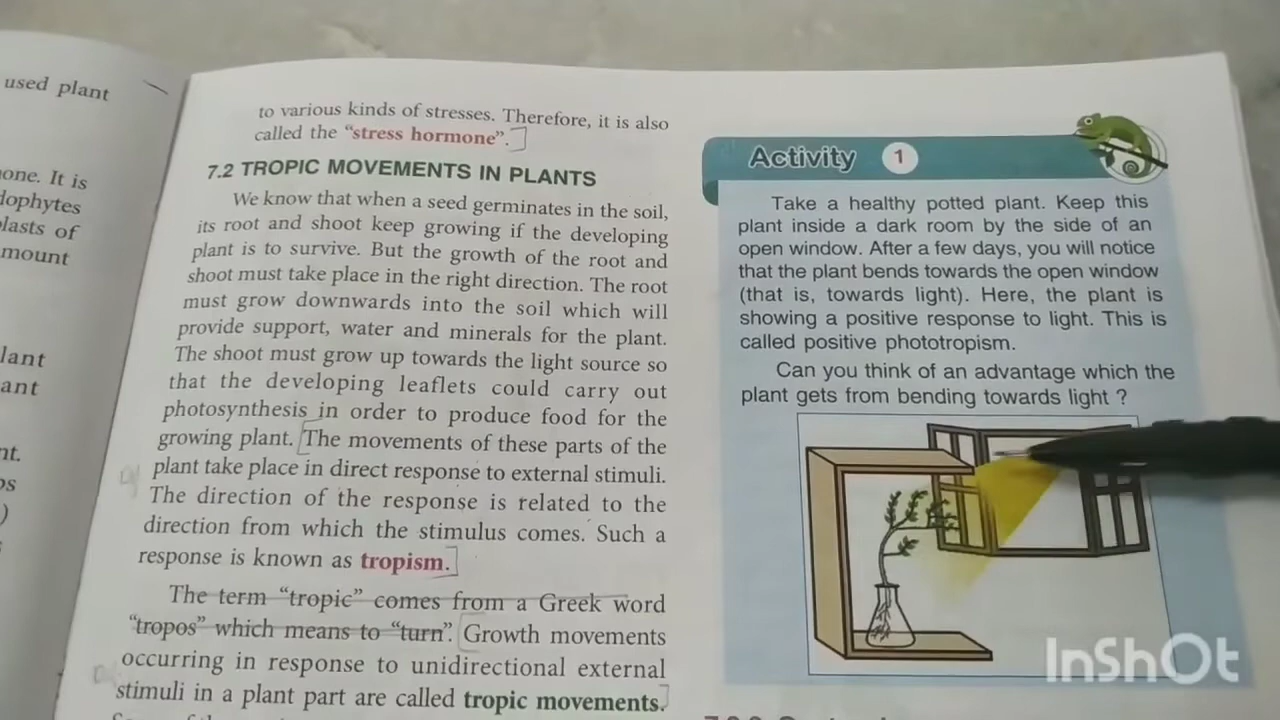 used plant
one. It is
dophytes
plasts of
mount
lant
ant
nt.
to various kinds of stresses. Therefore, it is also
called the “stress hormone”.
7.2 TROPIC MOVEMENTS IN PLANTS
We know that when a seed germinates in the soil,
its root and shoot keep growing if the developing
plant is to survive. But the growth of the root and
shoot must take place in the right direction. The root
must grow downwards into the soil which will
provide support, water and minerals for the plant.
The shoot must grow up towards the light source so
that the developing leaflets could carry out
photosynthesis in order to produce food for the
growing plant. The movements of these parts of the
plant take place in direct response to external stimuli.
The direction of the response is related to the
direction from which the stimulus comes. Such a
response is known as tropism.
The term “tropic” comes from a Greek word
“tropos” which means to “turn”. Growth movements
occurring in response to unidirectional external
stimuli in a plant part are called tropic movements.
Activity 1
Take a healthy potted plant. Keep this
plant inside a dark room by the side of an
open window. After a few days, you will notice
that the plant bends towards the open window
(that is, towards light). Here, the plant is
showing a positive response to light. This is
called positive phototropism.
Can you think of an advantage which the
plant gets from bending towards light ?
InShOt